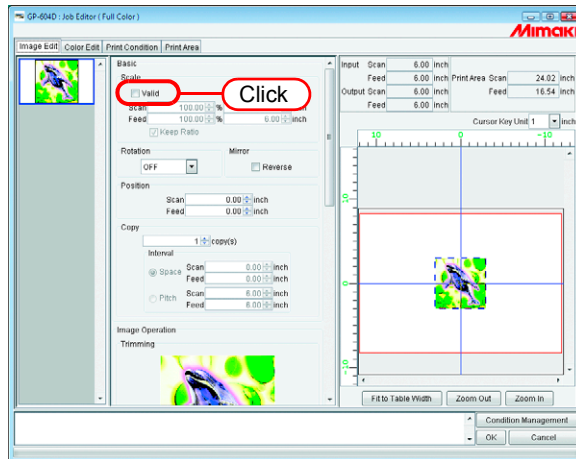 GP-604D : Job Editor ( Full Color )
Mimaki
Image Edit Color Edit Print Condition Print Area
Basic
Scale
Valid
Click
Scan 100.00 % inch
Feed 100.00 % 6.00 inch
Keep Ratio
Rotation Mirror
OFF Reverse
Position
Scan 0.00 inch
Feed 0.00 inch
Copy
1 copy(s)
Interval
Space Scan 0.00 inch
Feed 0.00 inch
Pitch Scan 6.00 inch
Feed 6.00 inch
Image Operation
Trimming
Input Scan 6.00 inch
Feed 6.00 inch Print Area Scan 24.02 inch
Output Scan 6.00 inch Feed 16.54 inch
Feed 6.00 inch
Cursor Key Unit 1 inch
10 0 -10
10
0
-10
Fit to Table Width Zoom Out Zoom In
Condition Management
OK Cancel